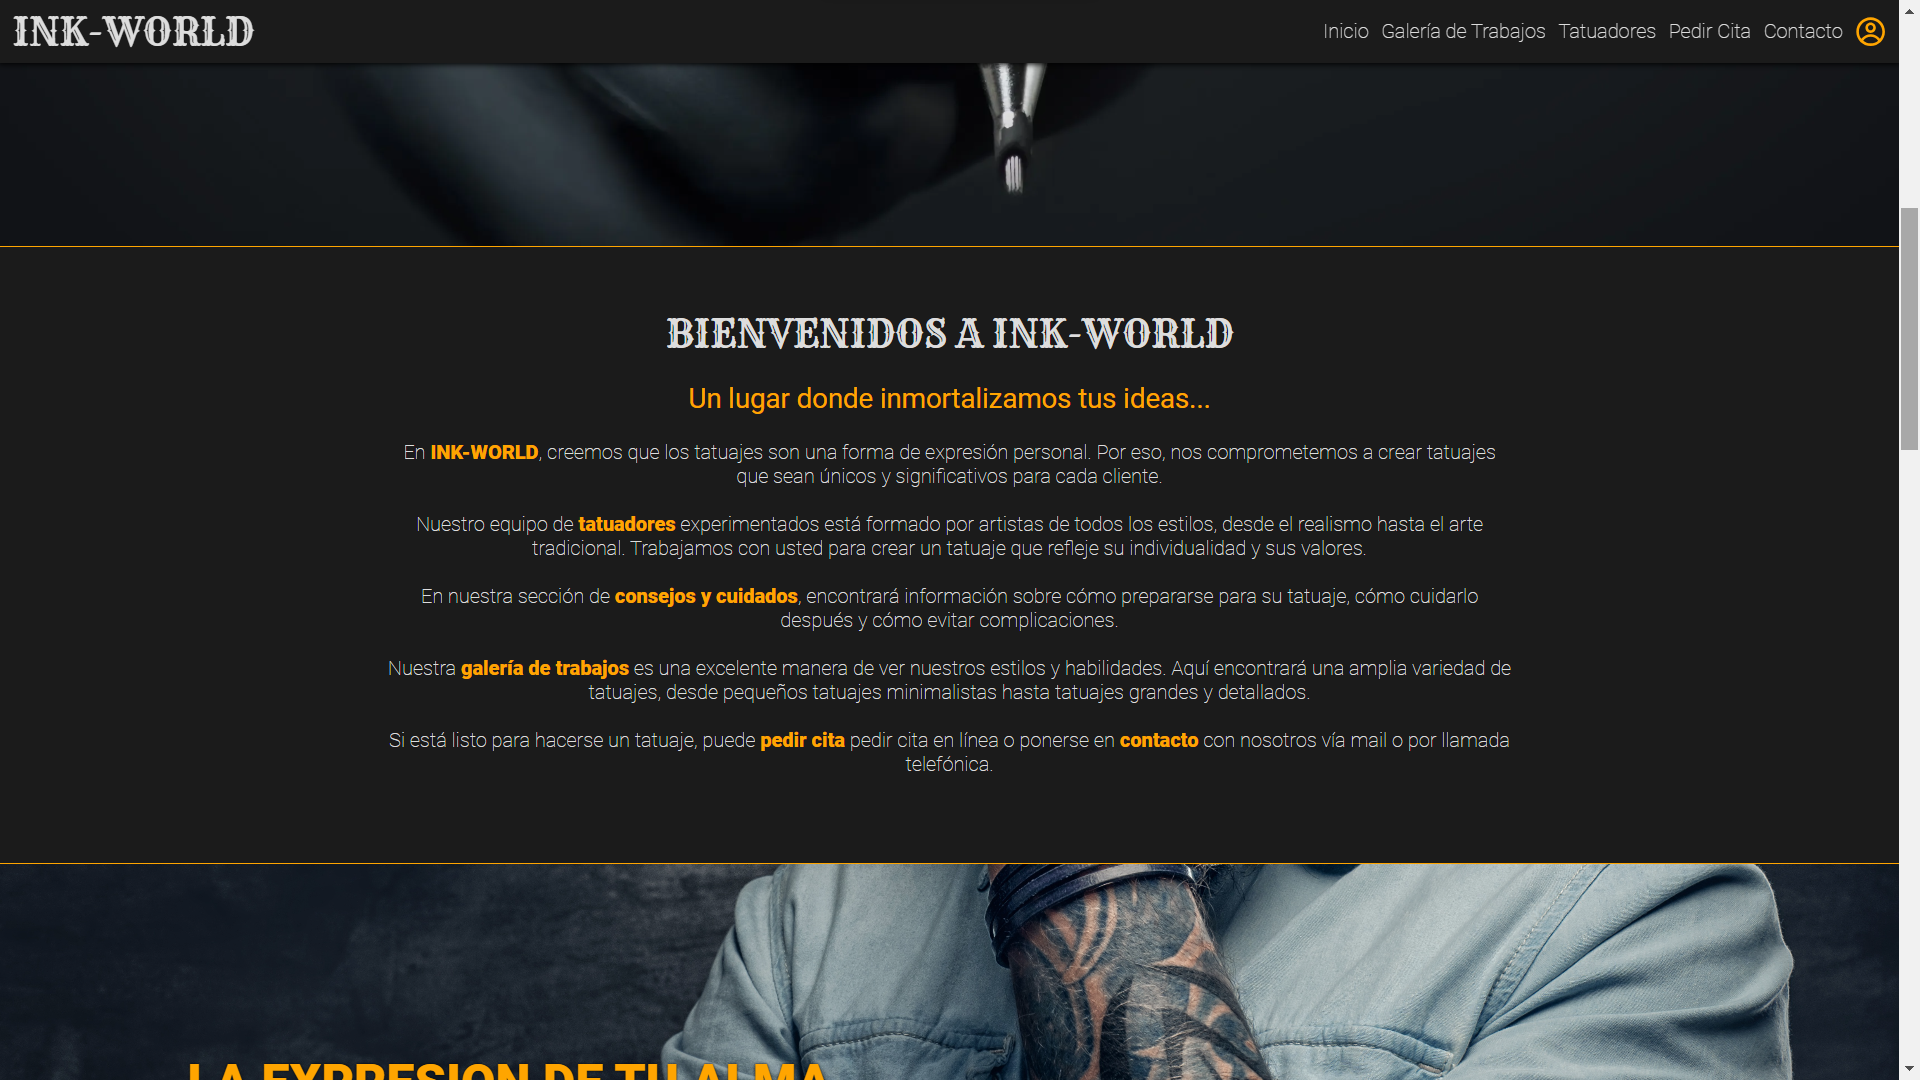 INK-WORLD
Inicio Galería de Trabajos Tatuadores Pedir Cita Contacto
BIENVENIDOS A INK-WORLD
Un lugar donde inmortalizamos tus ideas...
En INK-WORLD, creemos que los tatuajes son una forma de expresión personal. Por eso, nos comprometemos a crear tatuajes
que sean únicos y significativos para cada cliente.
Nuestro equipo de tatuadores experimentados está formado por artistas de todos los estilos, desde el realismo hasta el arte
tradicional. Trabajamos con usted para crear un tatuaje que refleje su individualidad y sus valores.
En nuestra sección de consejos y cuidados, encontrará información sobre cómo prepararse para su tatuaje, cómo cuidarlo
después y cómo evitar complicaciones.
Nuestra galería de trabajos es una excelente manera de ver nuestros estilos y habilidades. Aquí encontrará una amplia variedad de
tatuajes, desde pequeños tatuajes minimalistas hasta tatuajes grandes y detallados.
Si está listo para hacerse un tatuaje, puede pedir cita pedir cita en línea o ponerse en contacto con nosotros vía mail o por llamada
telefónica.
LA EXPRESION DE TU ALMA